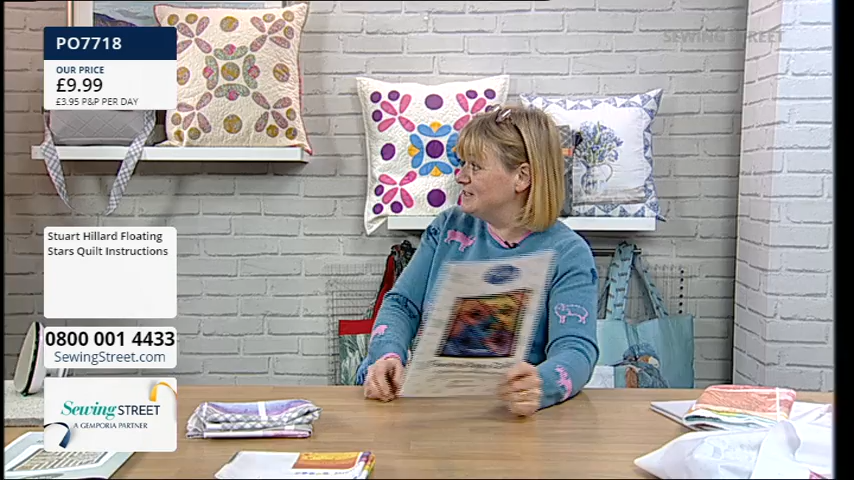 PO7718
SEWING STREET
OUR PRICE
£9.99
£3.95 P&P PER DAY
Stuart Hillard Floating
Stars Quilt Instructions
0800 001 4433
SewingStreet.com
Sewing STREET
A GEMPORIA PARTNER